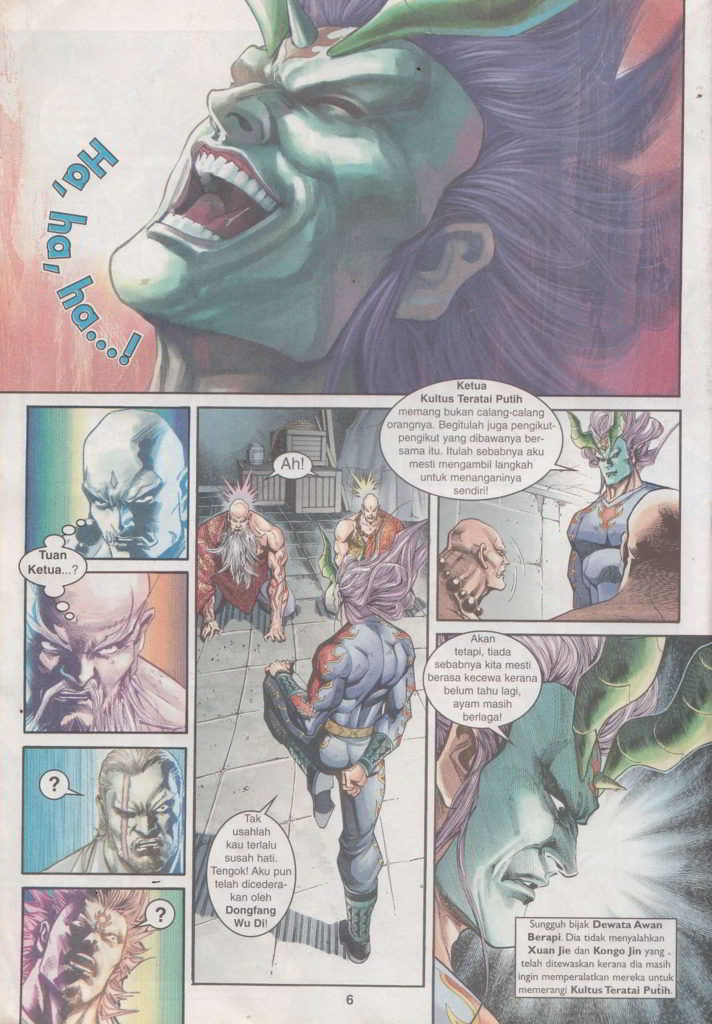 Ha, ha, ha....!
Tuan
Ketua...?
?
?
Ah!
Tak
usahlah
kau terlalu
susah hati.
Tengok! Aku pun
telah dicedera-
kan oleh
Dongfang
Wu Di!
Ketua
Kultus Teratai Putih
memang bukan calang-calang
orangnya. Begitulah juga pengikut-
pengikut yang dibawanya ber-
sama itu. Itulah sebabnya aku
mesti mengambil langkah
untuk menanganinya
sendiri!
Akan
tetapi, tiada
sebabnya kita mesti
berasa kecewa kerana
belum tahu lagi,
ayam masih
berlaga!
Sungguh bijak Dewata Awan
Berapi. Dia tidak menyalahkan
Xuan Jie dan Kongo Jin yang .
telah ditewaskan kerana dia masih
ingin memperalatkan mereka untuk
memerangi Kultus Teratai Putih.
6